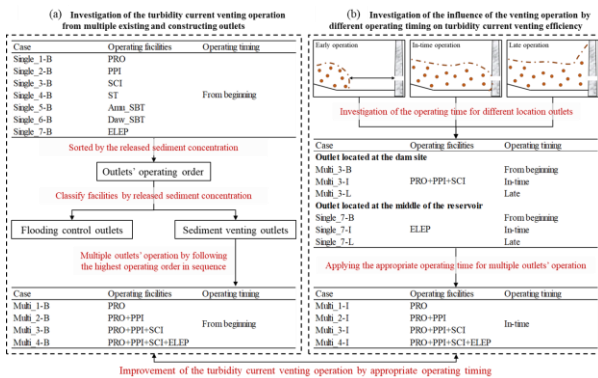 (a) Investigation of the turbidity current venting operation
from multiple existing and constructing outlets
Case Operating facilities Operating timing
Single_1-B PRO
Single_2-B PPI
Single_3-B SCI
Single_4-B ST From beginning
Single_5-B Amu_SBT
Single_6-B Daw_SBT
Single_7-B ELEP
Sorted by the released sediment concentration
Outlets' operating order
Classify facilities by released sediment concentration
Flooding control outlets Sediment venting outlets
Multiple outlets' operation by following
the highest operating order in sequence
Case Operating facilities Operating timing
Multi_1-B PRO
Multi_2-B PRO+PPI
Multi_3-B PRO+PPI+SCI From beginning
Multi_4-B PRO+PPI+SCI+ELEP
(b) Investigation of the influence of the venting operation by
different operating timing on turbidity current venting efficiency
Early operation In-time operation Late operation
Investigation of the operating time for different location outlets
Case Operating facilities Operating timing
Outlet located at the dam site
Multi_3-B From beginning
Multi_3-I PRO+PPI+SCI In-time
Multi_3-L Late
Outlet located at the middle of the reservoir
Single_7-B From beginning
Single_7-I ELEP In-time
Single_7-L Late
Applying the appropriate operating time for multiple outlets' operation
Case Operating facilities Operating timing
Multi_1-I PRO
Multi_2-I PRO+PPI
Multi_3-I PRO+PPI+SCI In-time
Multi_4-I PRO+PPI+SCI+ELEP
Improvement of the turbidity current venting operation by appropriate operating timing